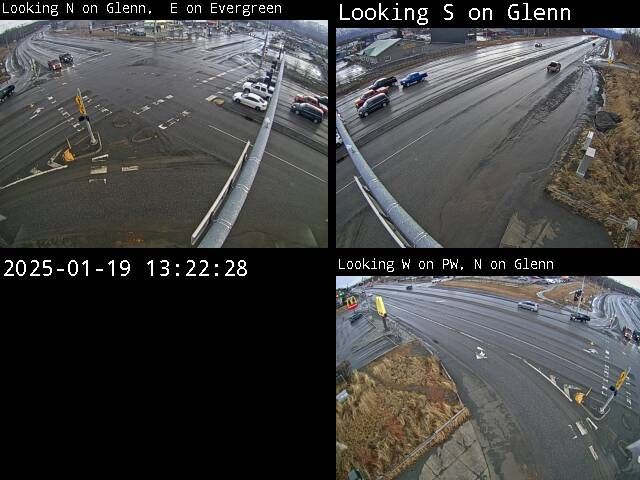 Looking N on Glenn,  E on Evergreen
Looking S on Glenn
2025-01-19 13:22:28
Looking W on PW, N on Glenn